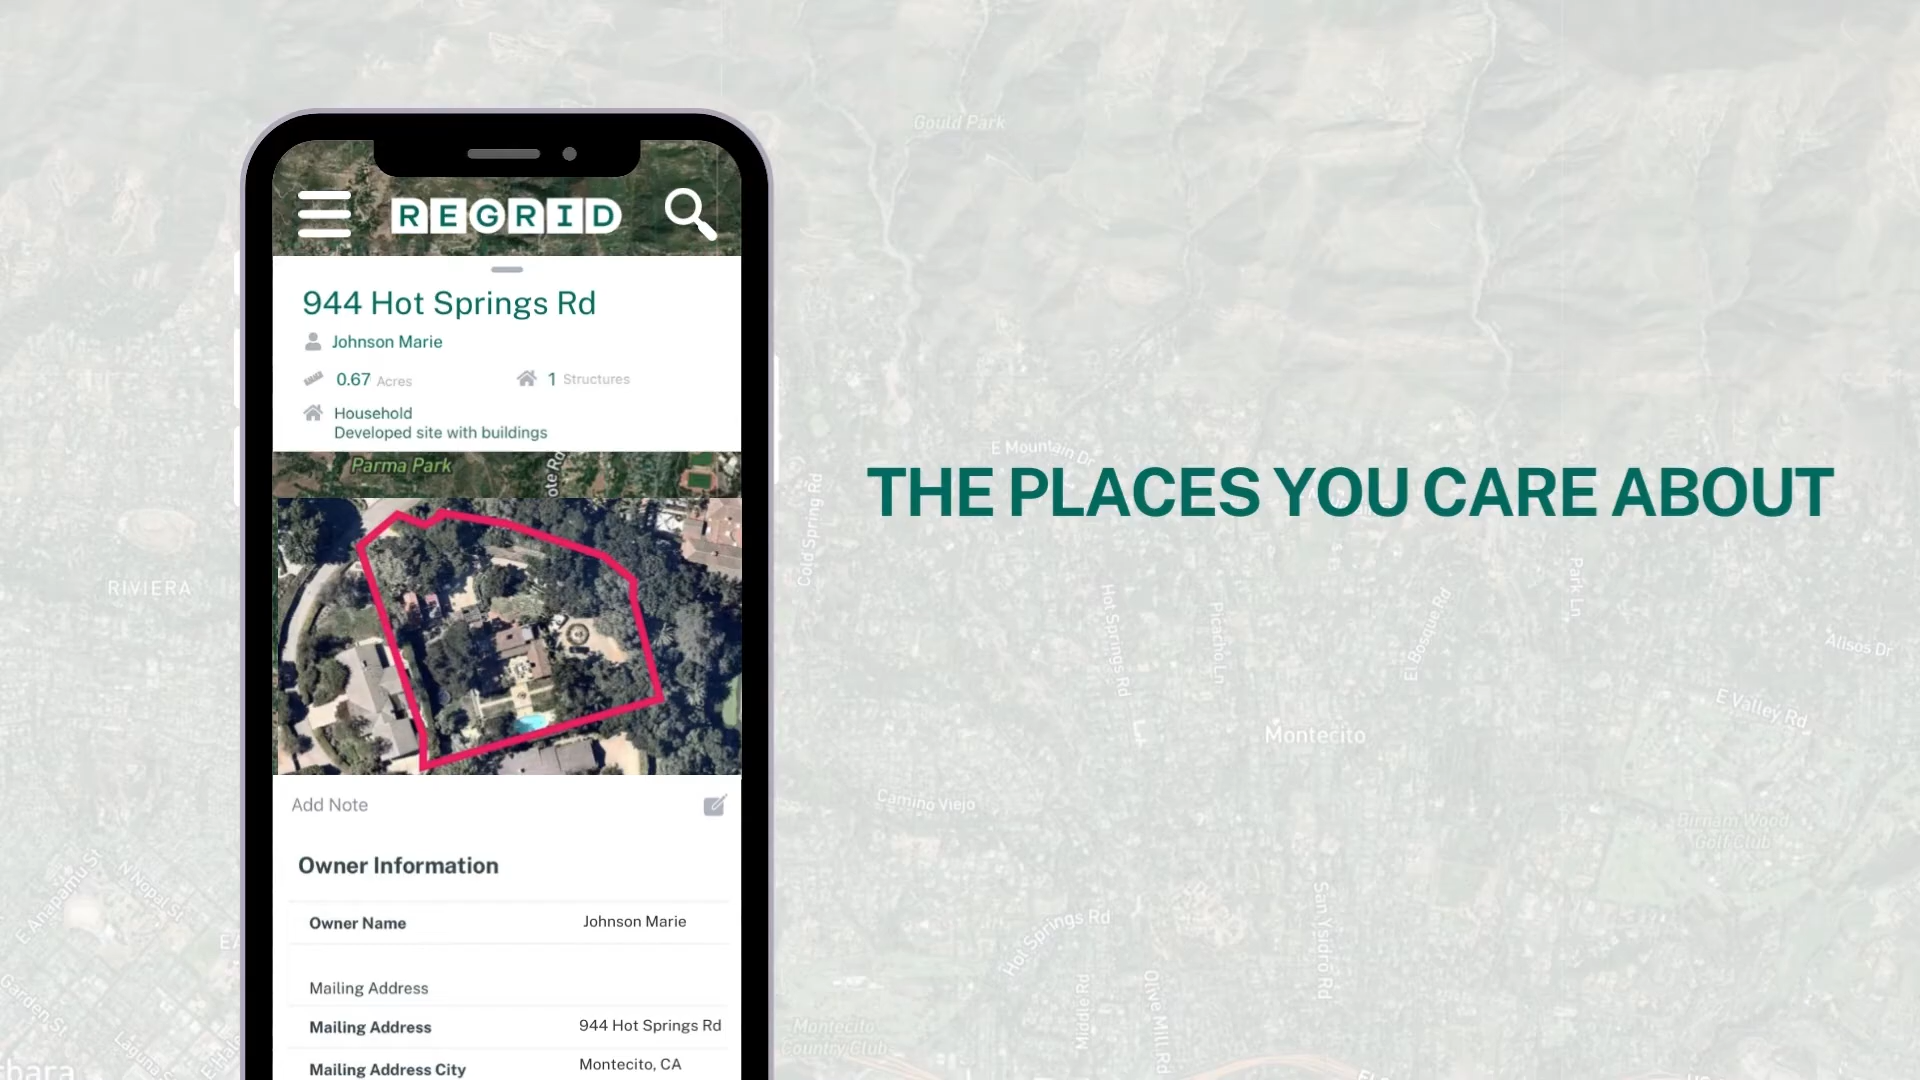 REGRID
944 Hot Springs Rd
Johnson Marie
0.67 Acres
1 Structures
Household
Developed site with buildings
Parma Park
ote Rd
Add Note
Owner Information
Owner Name
Johnson Marie
Mailing Address
Mailing Address
944 Hot Springs Rd
Mailing Address City
Montecito, CA
THE PLACES YOU CARE ABOUT
Gould Park
E Mountain Dr
Cold Spring Rd
RIVIERA
Hot Springs Rd
Picacho Ln
El Bosque Rd
Park Ln
Alisos Dr
E Valley Rd
Montecito
Camino Viejo
Birnam Wood
Golf Club
E Anapamu St
N Nopal St
Hot Springs Rd
San Ysidro Rd
Middle Rd
Olive Mill Rd
Garden St
Laguna S
Montecito
Country Club
bara